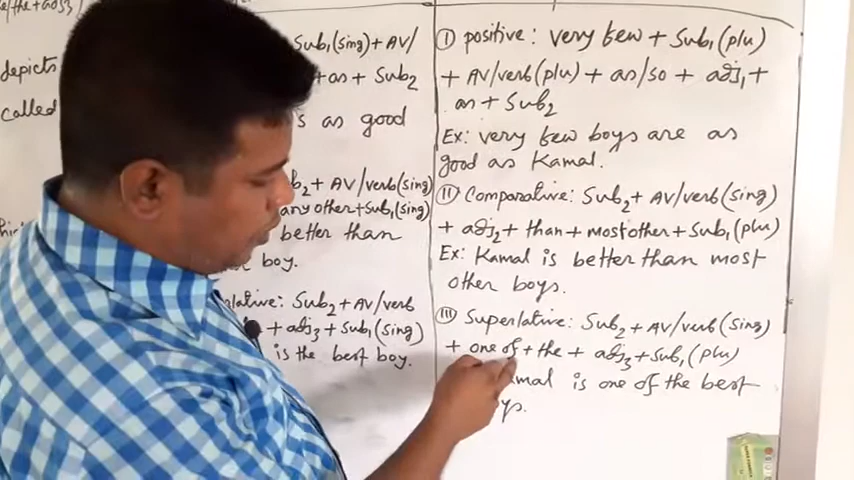 e/the + adj3
depicts
called
Sub1(sing) + AV/
+ as + Sub2
s as good
b2 + AV/verb(sing)
any other + Sub1(sing)
better than
boy.
lative: Sub2 + AV/verb
+ adj3 + Sub1(sing)
is the best boy.
(I) positive: very few + Sub1(plu)
+ AV/verb(plu) + as/so + adj1 +
as + Sub2
Ex: very few boys are as
good as Kamal.
(II) Comparative: Sub2 + AV/verb(sing)
+ adj2 + than + most other + Sub1(plu)
Ex: Kamal is better than most
other boys.
(III) Superlative: Sub2 + AV/verb(sing)
+ one of + the + adj3 + Sub1(plu)
amal is one of the best
ys.